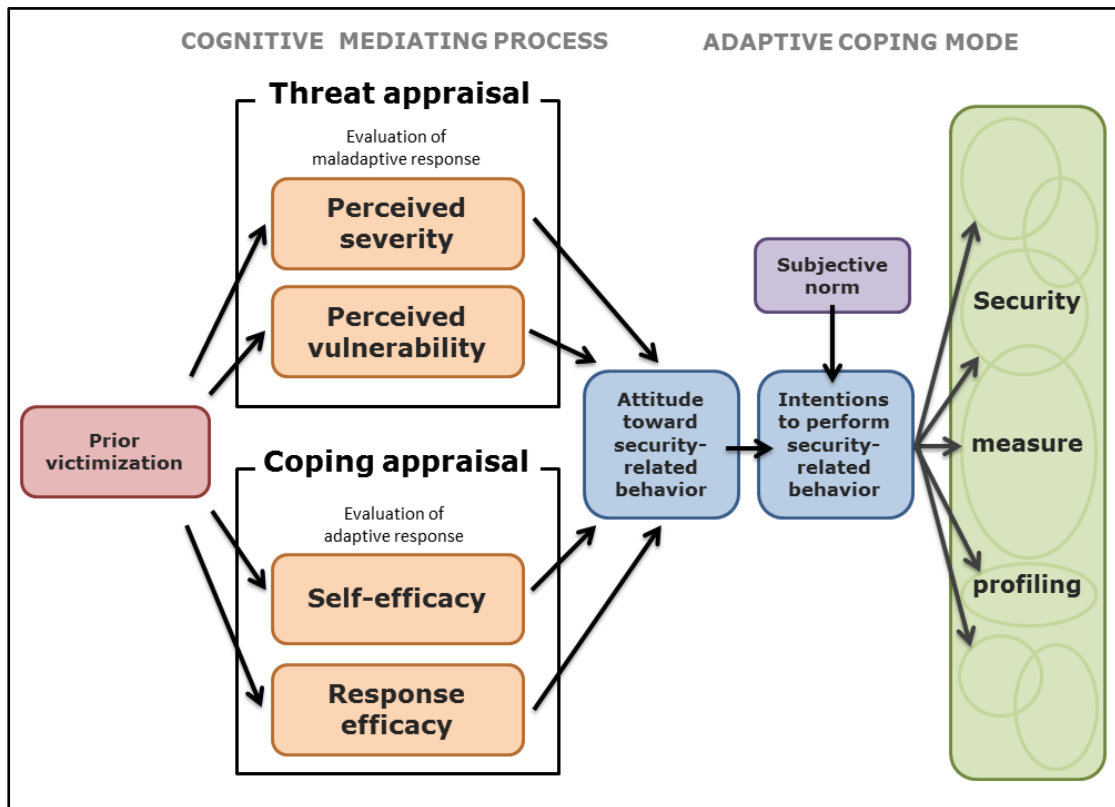 COGNITIVE MEDIATING PROCESS
ADAPTIVE COPING MODE
Threat appraisal
Evaluation of
maladaptive response
Perceived
severity
Perceived
vulnerability
Prior
victimization
Coping appraisal
Evaluation of
adaptive response
Self-efficacy
Response
efficacy
Attitude
toward
security-
related
behavior
Subjective
norm
Intentions
to perform
security-
related
behavior
Security
measure
profiling